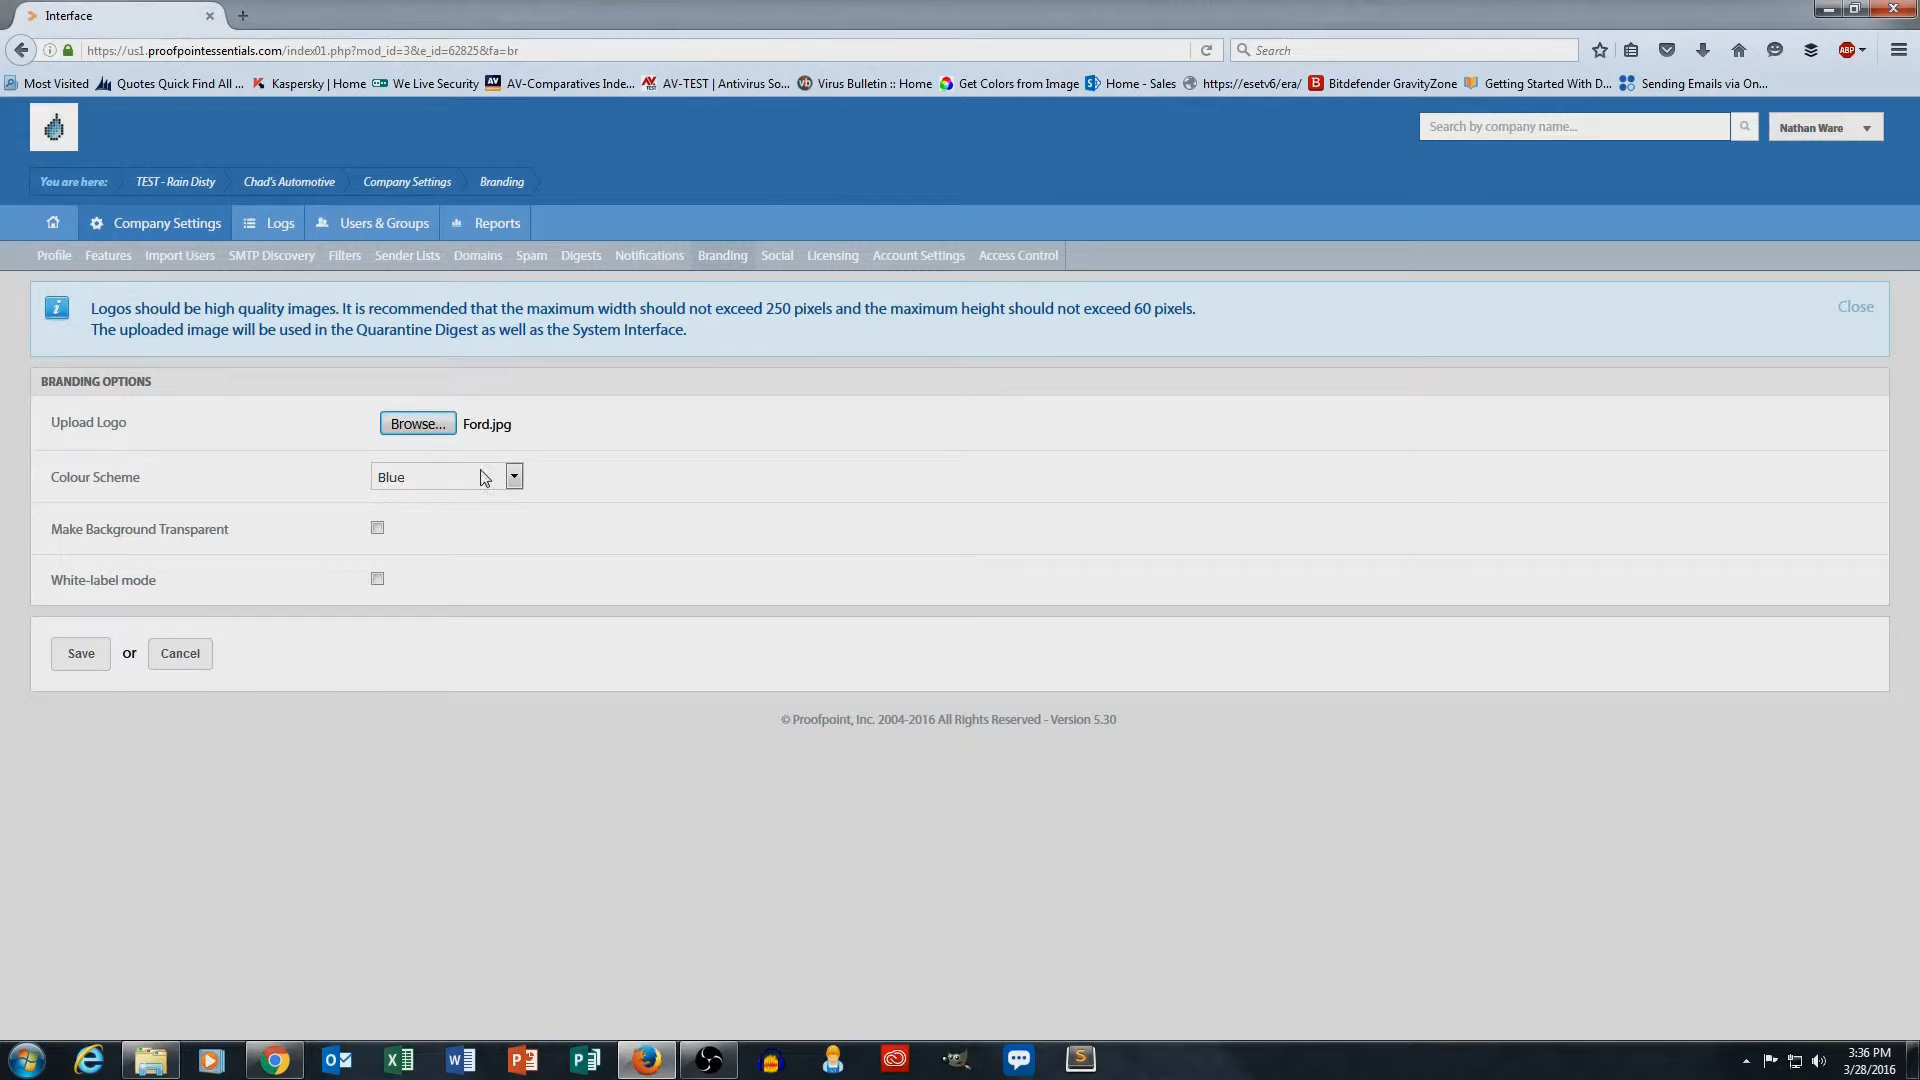 Interface
https://us1.proofpointessentials.com/index01.php?mod_id=3&e_id=62825&fa=br
Search
ABP
Most Visited Quotes Quick Find All ... Kaspersky | Home We Live Security AV-Comparatives Inde... AV-TEST | Antivirus So... Virus Bulletin :: Home Get Colors from Image Home - Sales https://esetv6/era/ Bitdefender GravityZone Getting Started With D... Sending Emails via On...
Search by company name...
Nathan Ware
You are here: TEST - Rain Disty Chad's Automotive Company Settings Branding
Company Settings Logs Users & Groups Reports
Profile Features Import Users SMTP Discovery Filters Sender Lists Domains Spam Digests Notifications Branding Social Licensing Account Settings Access Control
Logos should be high quality images. It is recommended that the maximum width should not exceed 250 pixels and the maximum height should not exceed 60 pixels.
The uploaded image will be used in the Quarantine Digest as well as the System Interface.
Close
BRANDING OPTIONS
Upload Logo Browse... Ford.jpg
Colour Scheme Blue
Make Background Transparent
White-label mode
Save or Cancel
© Proofpoint, Inc. 2004-2016 All Rights Reserved - Version 5.30
3:36 PM
3/28/2016